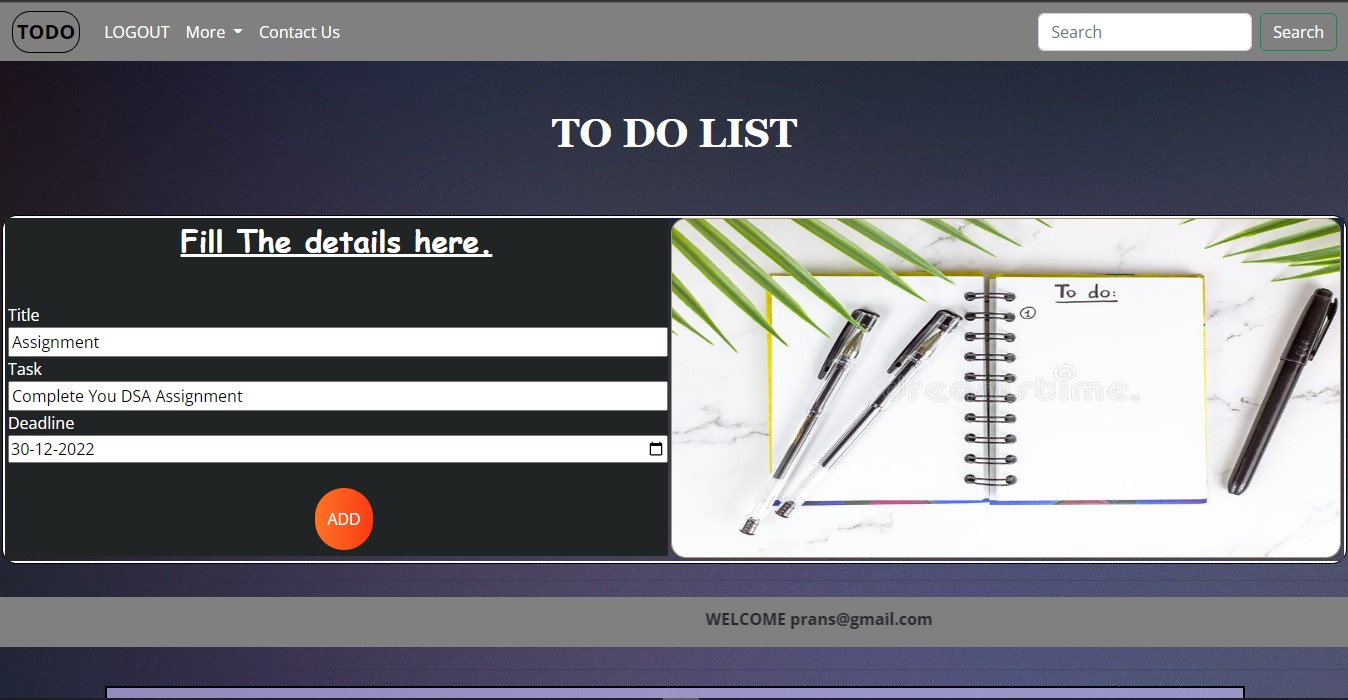 TODO LOGOUT More Contact Us Search Search
TO DO LIST
Fill The details here.
Title
Assignment
Task
Complete You DSA Assignment
Deadline
30-12-2022
ADD
To do:
1
dreamstime.
WELCOME prans@gmail.com